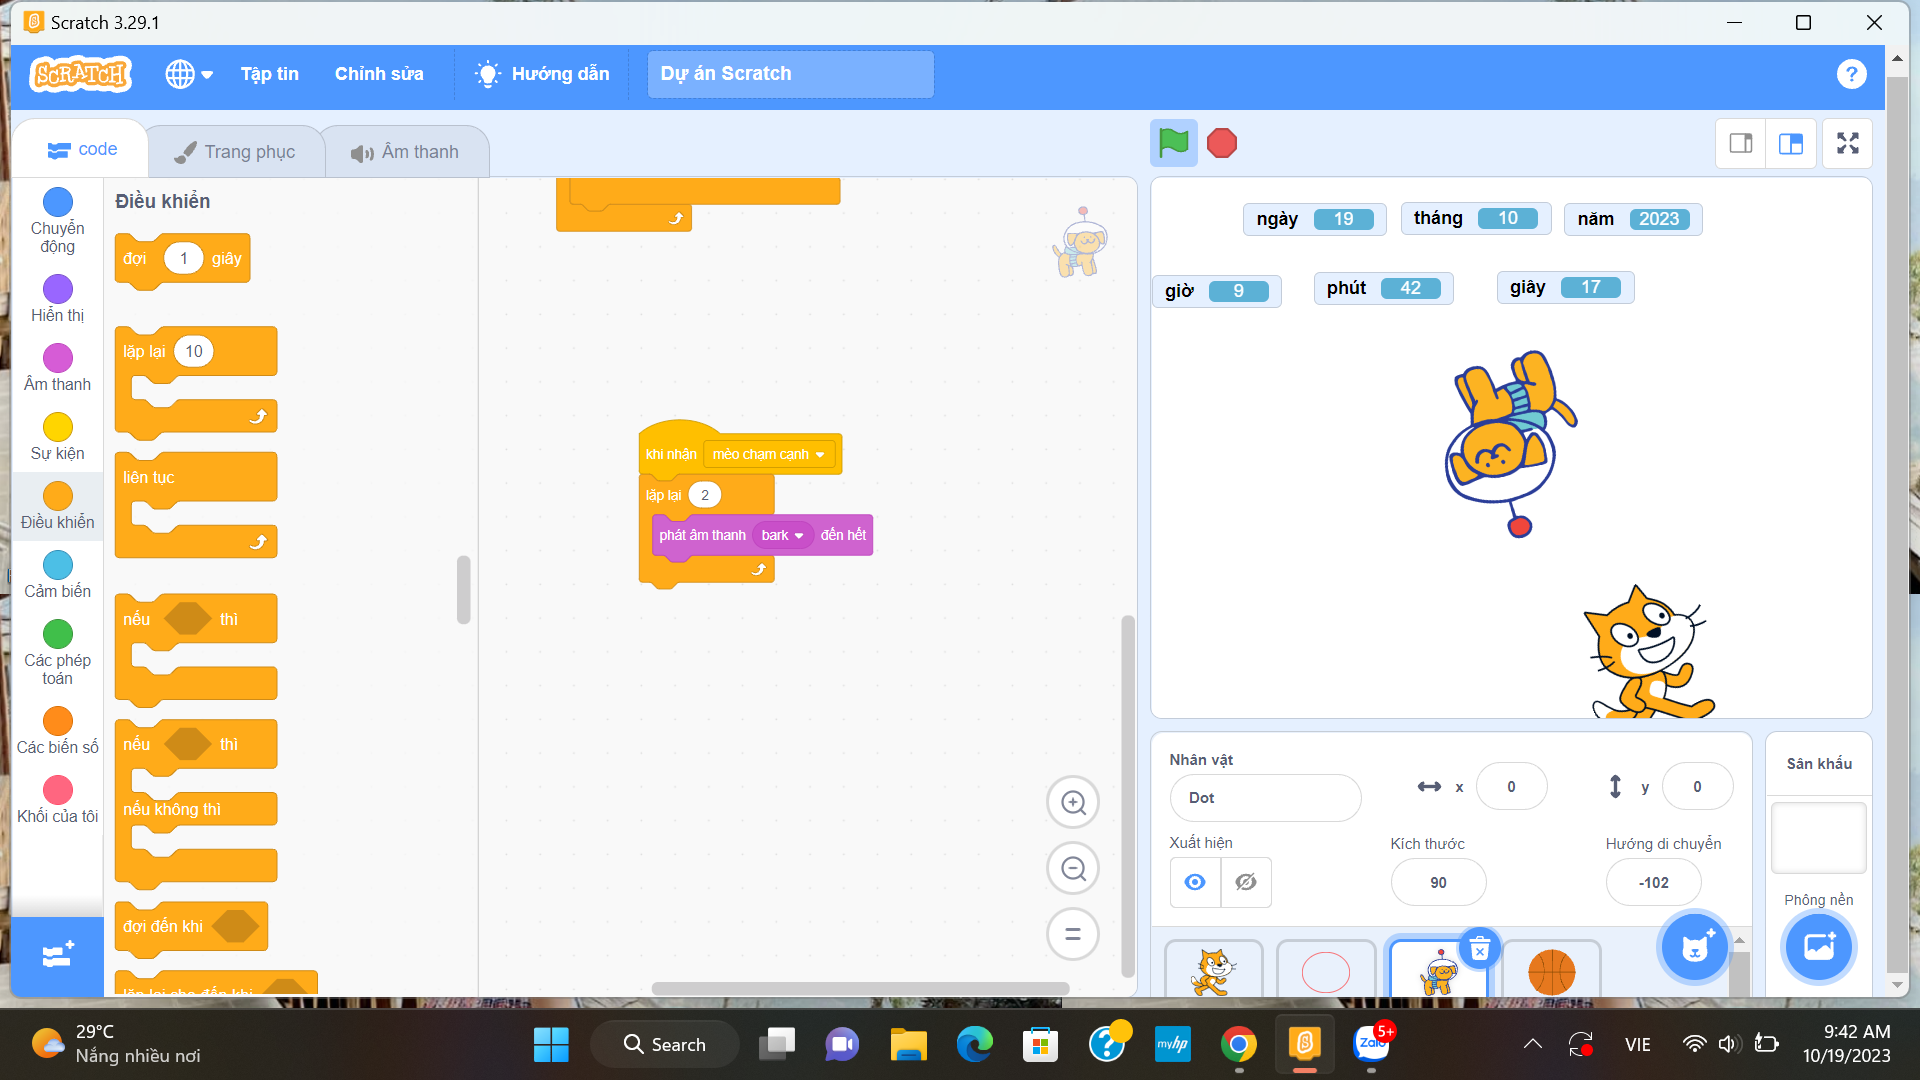 Scratch 3.29.1
SCRATCH
Tập tin
Chỉnh sửa
Hướng dẫn
Dự án Scratch
?
code
Trang phục
Âm thanh
Chuyển động
Hiển thị
Âm thanh
Sự kiện
Điều khiển
Cảm biến
Các phép toán
Các biến số
Khối của tôi
Điều khiển
đợi 1 giây
lặp lại 10
liên tục
nếu thì
nếu thì
nếu không thì
đợi đến khi
lặp lại cho đến khi
khi nhận mèo chạm cạnh
lặp lại 2
phát âm thanh bark đến hết
ngày 19
tháng 10
năm 2023
giờ 9
phút 42
giây 17
Nhân vật
Dot
x 0
y 0
Xuất hiện
Kích thước
90
Hướng di chuyển
-102
Sân khấu
Phông nền
29°C
Nắng nhiều nơi
Search
myhp
Zalo
5+
VIE
9:42 AM
10/19/2023